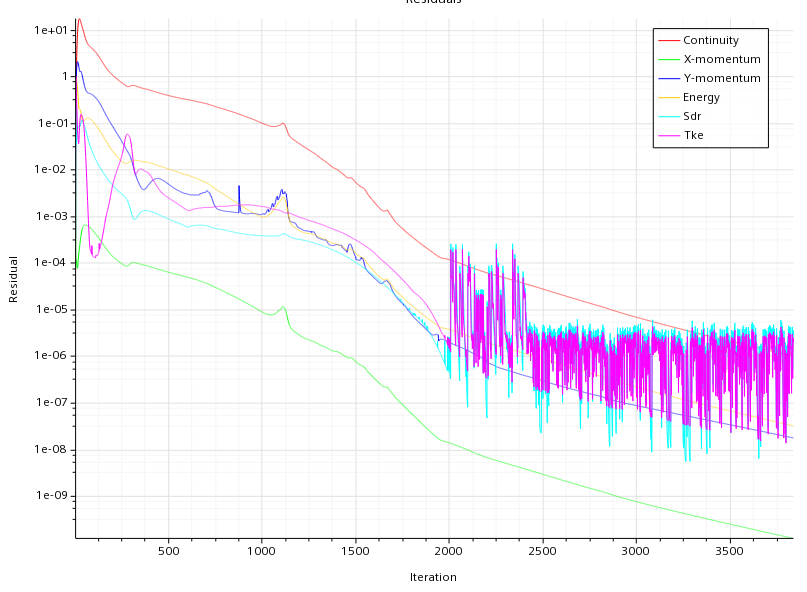 Residuals
1e+01
1
1e-01
1e-02
1e-03
1e-04
1e-05
1e-06
1e-07
1e-08
1e-09
Residual
Continuity
X-momentum
Y-momentum
Energy
Sdr
Tke
500
1000
1500
2000
2500
3000
3500
Iteration